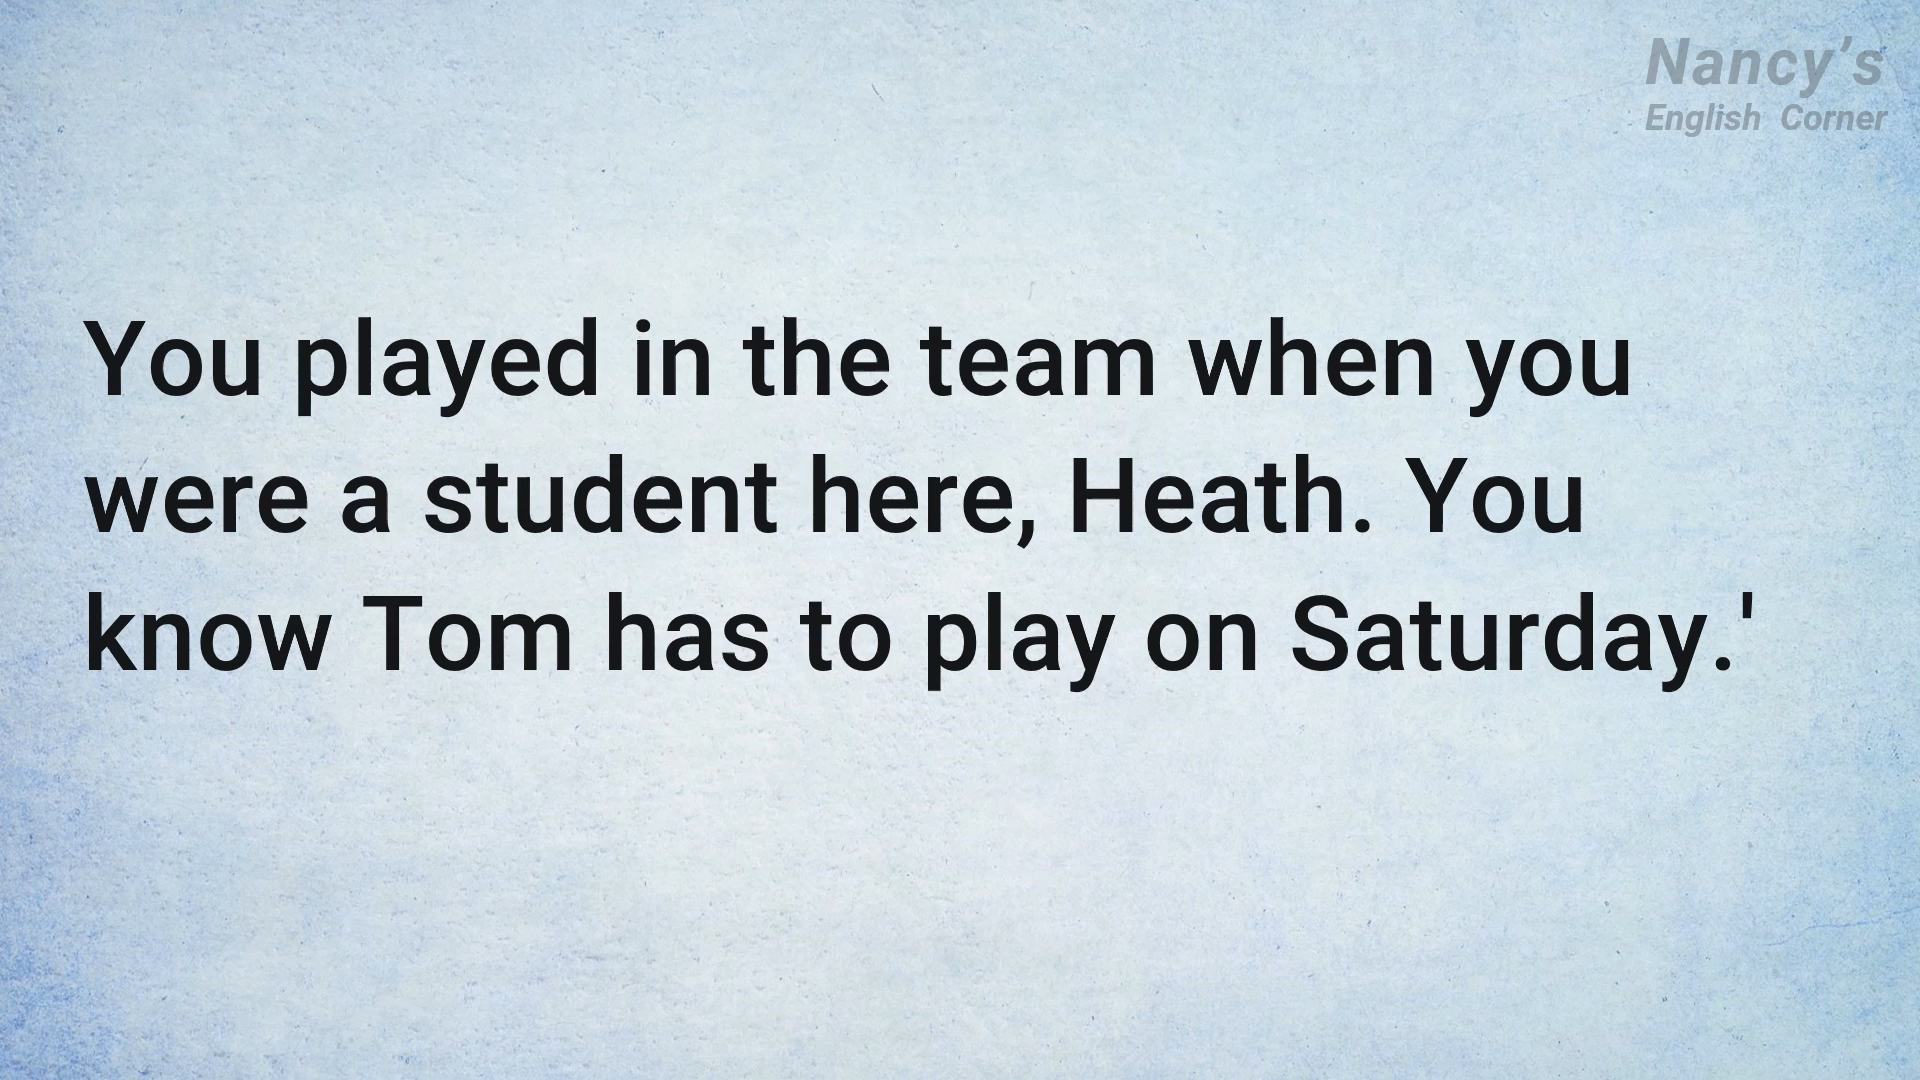 Nancy’s
English Corner
You played in the team when you
were a student here, Heath. You
know Tom has to play on Saturday.'